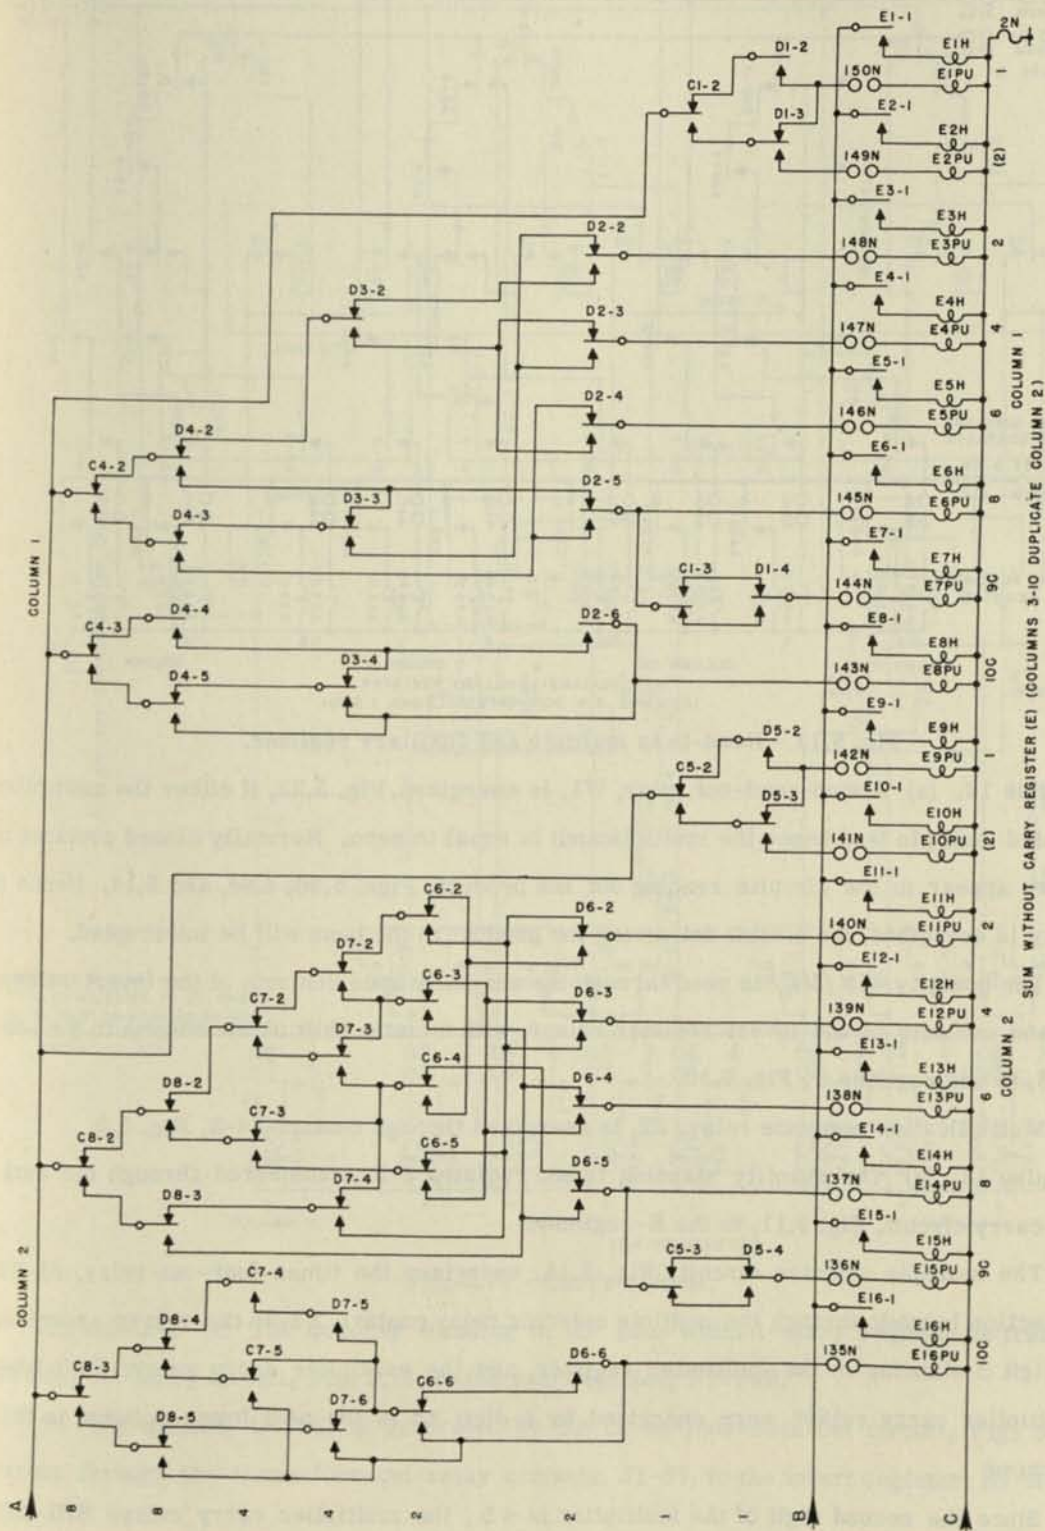 COLUMN 1
COLUMN 2
A
8
8
4
4
2
2
1
1
B
C
C4-2
D4-2
C4-3
D4-3
D4-4
D4-5
D3-2
D3-3
D3-4
C1-2
D1-2
D1-3
D2-2
D2-3
D2-4
D2-5
D2-6
C1-3
D1-4
C8-2
D8-2
D8-3
C7-2
C7-3
D7-2
D7-3
D7-4
C6-2
C6-3
C6-4
C6-5
D6-2
D6-3
D6-4
D6-5
C5-2
D5-2
D5-3
C5-3
D5-4
C8-3
D8-4
D8-5
C7-4
C7-5
D7-5
D7-6
C6-6
D6-6
E1-1
150N
E1H
E1PU
1
2N
E2-1
149N
E2H
E2PU
(2)
E3-1
148N
E3H
E3PU
2
E4-1
147N
E4H
E4PU
4
E5-1
146N
E5H
E5PU
6
E6-1
145N
E6H
E6PU
8
E7-1
144N
E7H
E7PU
9C
E8-1
143N
E8H
E8PU
10C
E9-1
142N
E9H
E9PU
1
E10-1
141N
E10H
E10PU
(2)
E11-1
140N
E11H
E11PU
2
E12-1
139N
E12H
E12PU
4
E13-1
138N
E13H
E13PU
6
E14-1
137N
E14H
E14PU
8
E15-1
136N
E15H
E15PU
9C
E16-1
135N
E16H
E16PU
10C
COLUMN 1
COLUMN 2
SUM WITHOUT CARRY REGISTER (E) (COLUMNS 3-10 DUPLICATE COLUMN 2)